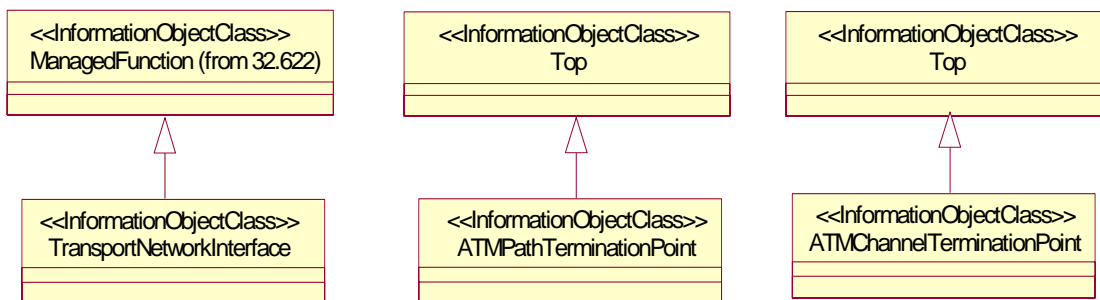 <<InformationObjectClass>>
ManagedFunction (from 32.622)
<<InformationObjectClass>>
Top
<<InformationObjectClass>>
Top
<<InformationObjectClass>>
TransportNetworkInterface
<<InformationObjectClass>>
ATMPathTerminationPoint
<<InformationObjectClass>>
ATMChannelTerminationPoint